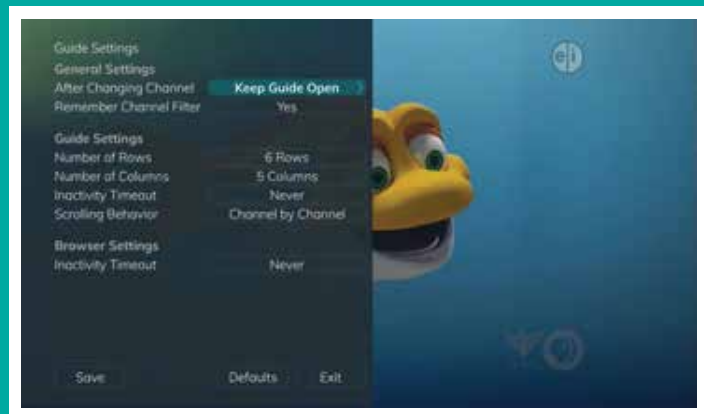 Guide Settings
General Settings
After Changing Channel Keep Guide Open
Remember Channel Filter Yes
Guide Settings
Number of Rows 6 Rows
Number of Columns 5 Columns
Inactivity Timeout Never
Scrolling Behavior Channel by Channel
Browser Settings
Inactivity Timeout Never
Save Defaults Exit
e/i